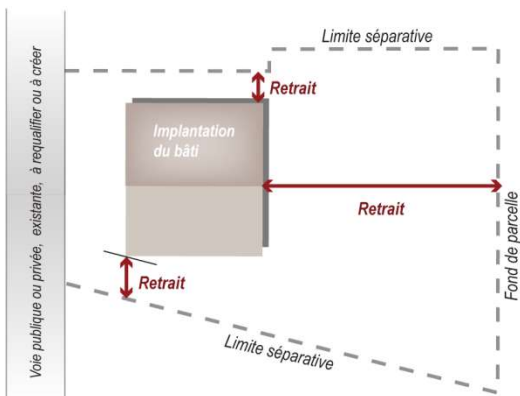 Limite séparative
Retrait
Implantation
du bâti
Voie publique ou privée, existante, à requalifier ou à créer
Retrait
Fond de parcelle
Retrait
Limite séparative